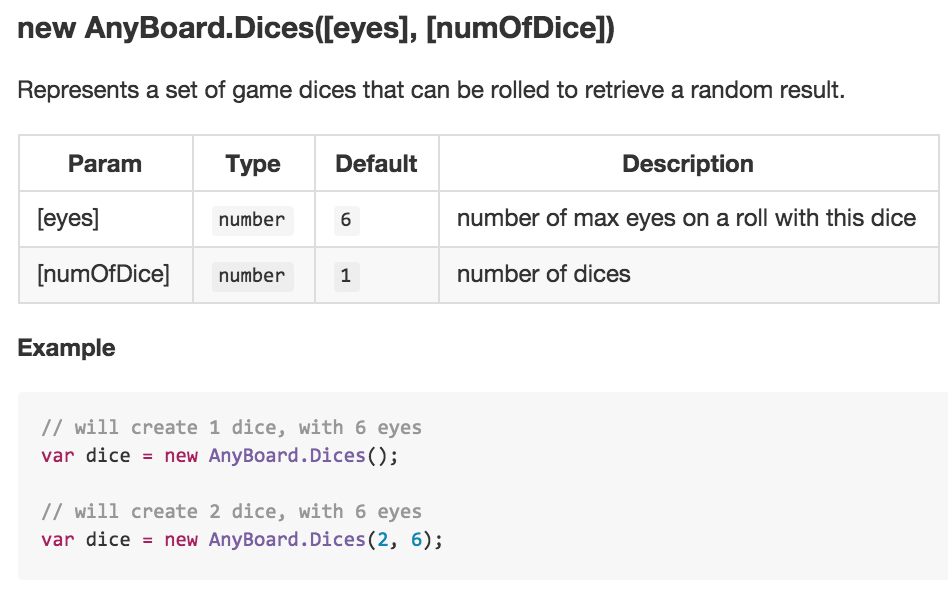 new AnyBoard.Dices([eyes], [numOfDice])
Represents a set of game dices that can be rolled to retrieve a random result.
Param Type Default Description
[eyes] number 6 number of max eyes on a roll with this dice
[numOfDice] number 1 number of dices
Example
// will create 1 dice, with 6 eyes
var dice = new AnyBoard.Dices();
// will create 2 dice, with 6 eyes
var dice = new AnyBoard.Dices(2, 6);